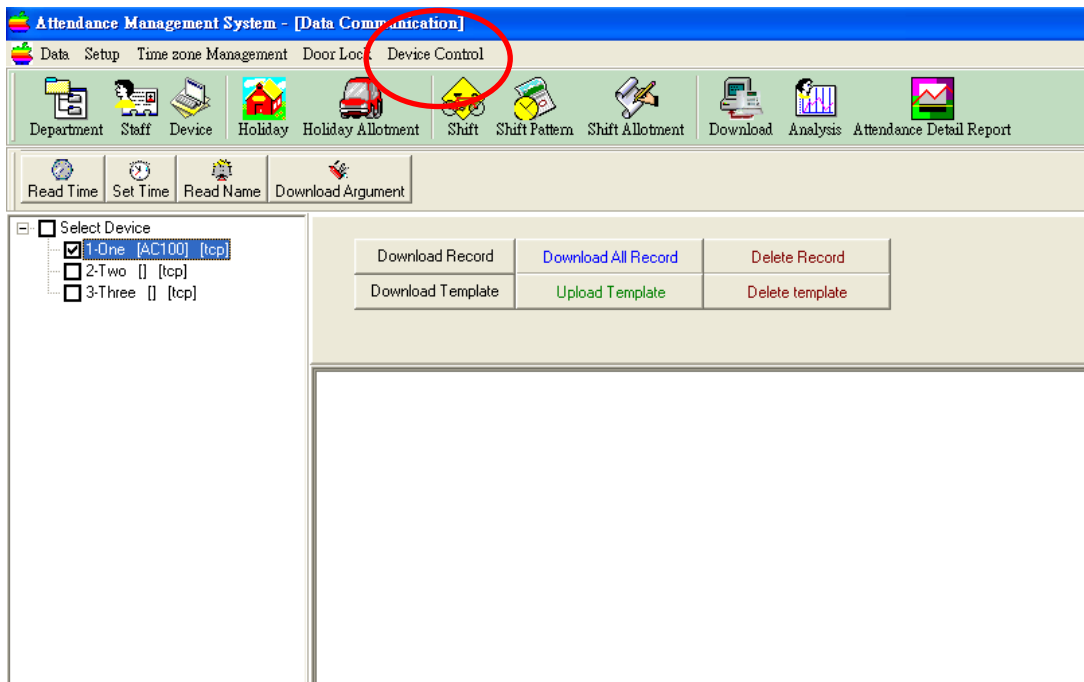 Attendance Management System - [Data Communication]
Data Setup Time zone Management Door Lock Device Control
Department Staff Device Holiday Holiday Allotment Shift Shift Pattern Shift Allotment Download Analysis Attendance Detail Report
Read Time Set Time Read Name Download Argument
Select Device
1-One [AC100] [tcp]
2-Two [] [tcp]
3-Three [] [tcp]
Download Record Download All Record Delete Record
Download Template Upload Template Delete template